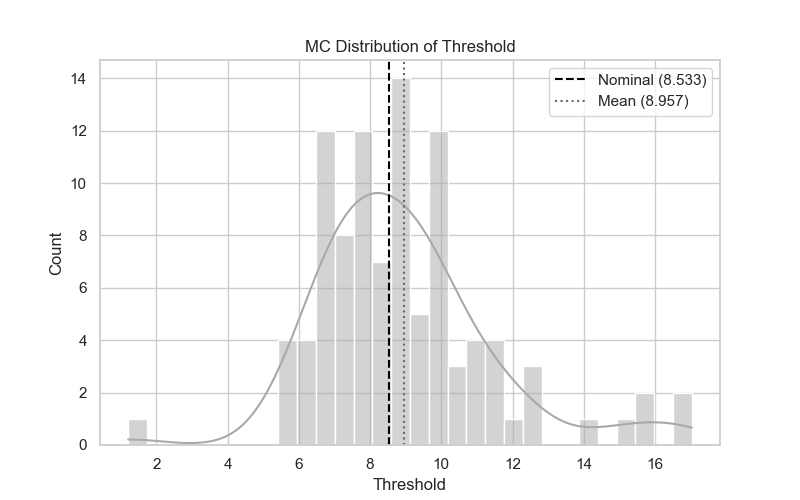 MC Distribution of Threshold
Nominal (8.533)
Mean (8.957)
Count
14
12
10
8
6
4
2
0
2 4 6 8 10 12 14 16
Threshold